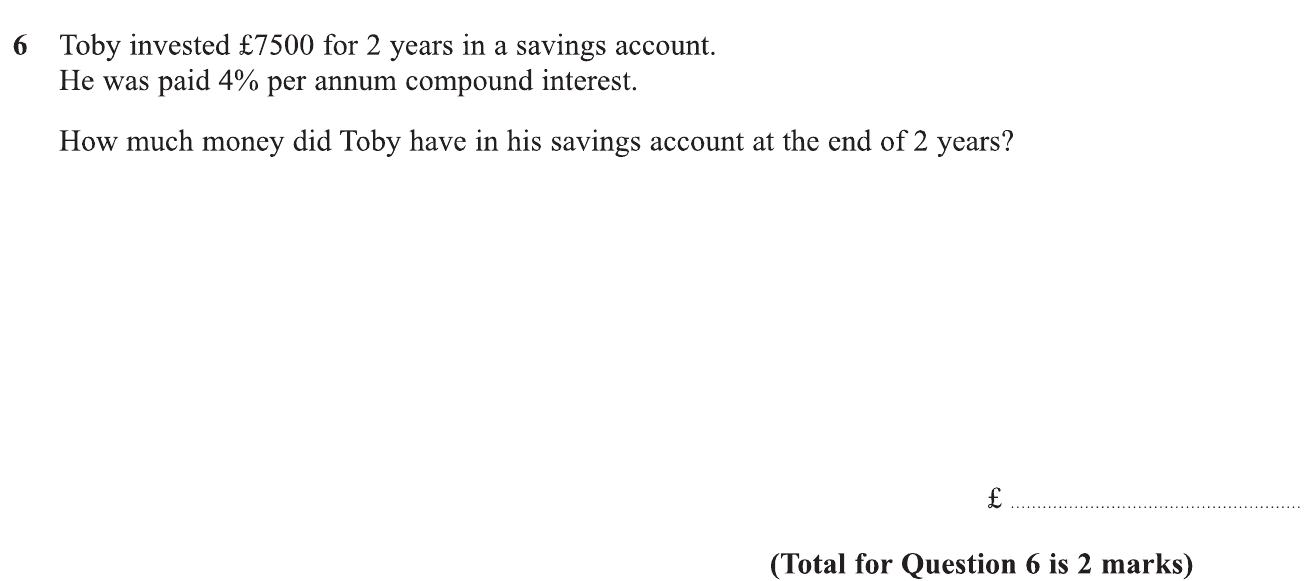 6 Toby invested £7500 for 2 years in a savings account.
He was paid 4% per annum compound interest.
How much money did Toby have in his savings account at the end of 2 years?
£ ........................................................
(Total for Question 6 is 2 marks)